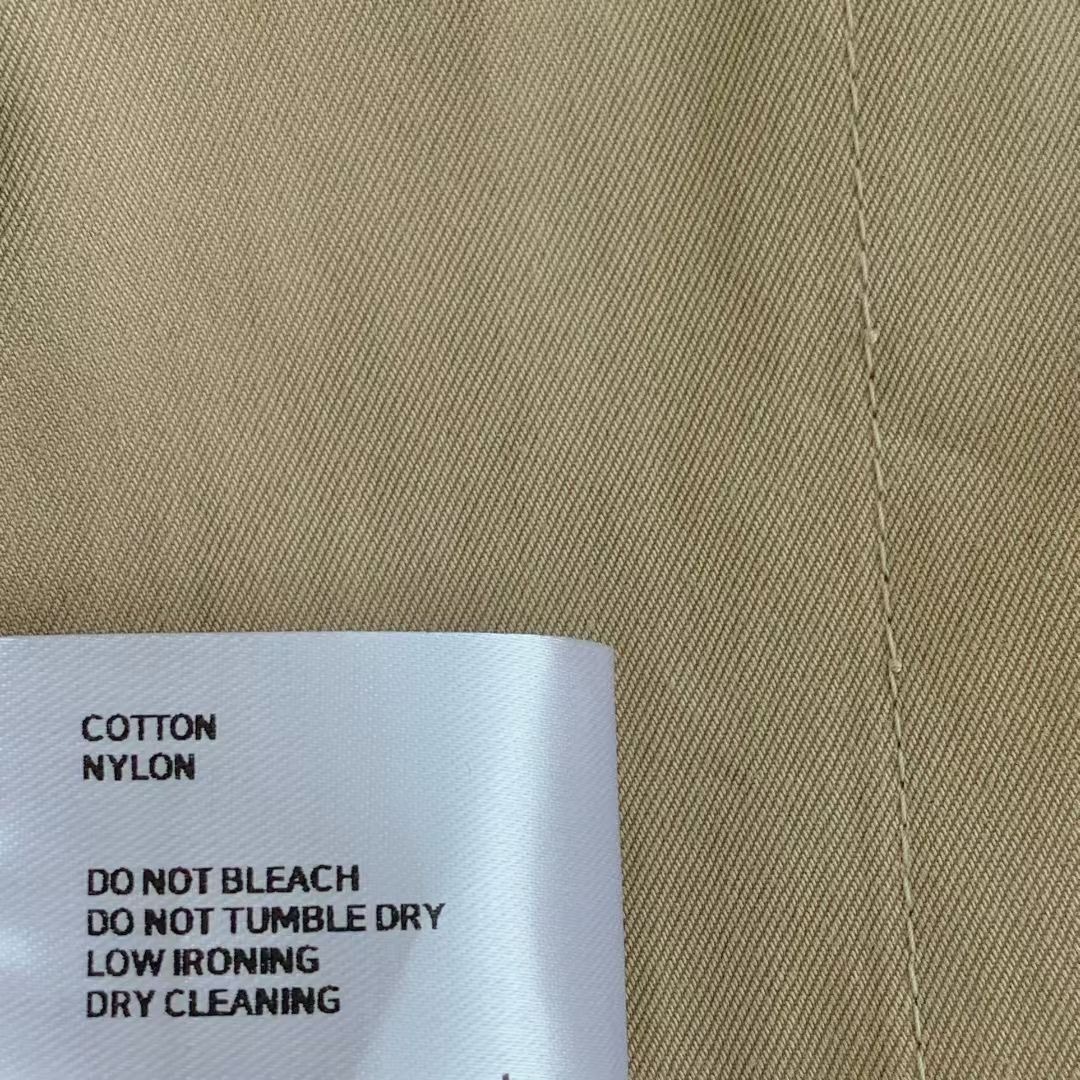 COTTON
NYLON
DO NOT BLEACH
DO NOT TUMBLE DRY
LOW IRONING
DRY CLEANING